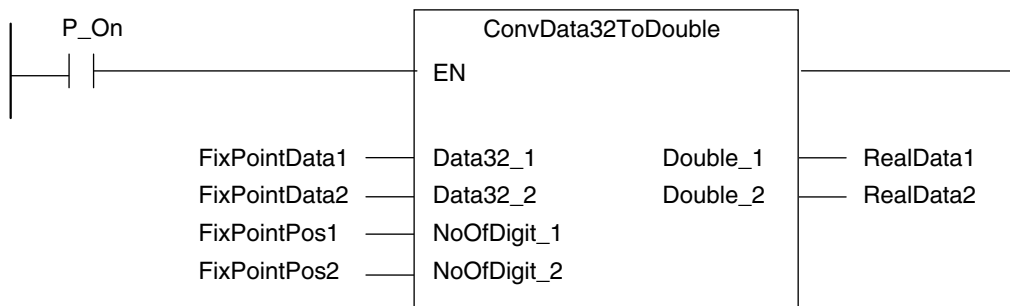 P_On
ConvData32ToDouble
EN
FixPointData1 Data32_1 Double_1 RealData1
FixPointData2 Data32_2 Double_2 RealData2
FixPointPos1 NoOfDigit_1
FixPointPos2 NoOfDigit_2